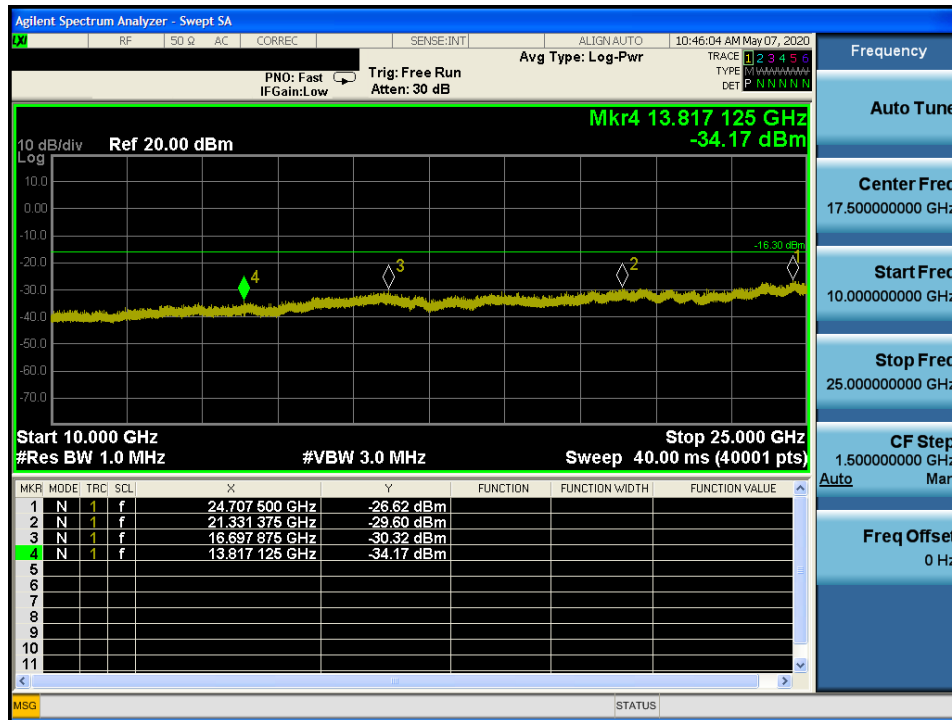 Agilent Spectrum Analyzer - Swept SA
LXI RF 50 Ω AC CORREC SENSE:INT ALIGN AUTO 10:46:04 AM May 07, 2020
Avg Type: Log-Pwr
TRACE 1 2 3 4 5 6
PNO: Fast Trig: Free Run
TYPE M W W W W W
IFGain:Low Atten: 30 dB
DET P N N N N N
Mkr4 13.817 125 GHz
-34.17 dBm
10 dB/div Ref 20.00 dBm
Log
10.0
0.00
-10.0
-16.30 dBm
-20.0
1
2
3
4
-30.0
-40.0
-50.0
-60.0
-70.0
Start 10.000 GHz Stop 25.000 GHz
#Res BW 1.0 MHz #VBW 3.0 MHz Sweep 40.00 ms (40001 pts)
MKR MODE TRC SCL X Y FUNCTION FUNCTION WIDTH FUNCTION VALUE
1 N 1 f 24.707 500 GHz -26.62 dBm
2 N 1 f 21.331 375 GHz -29.60 dBm
3 N 1 f 16.697 875 GHz -30.32 dBm
4 N 1 f 13.817 125 GHz -34.17 dBm
5
6
7
8
9
10
11
MSG STATUS
Frequency
Auto Tune
Center Freq
17.500000000 GHz
Start Freq
10.000000000 GHz
Stop Freq
25.000000000 GHz
CF Step
1.500000000 GHz
Auto Man
Freq Offset
0 Hz